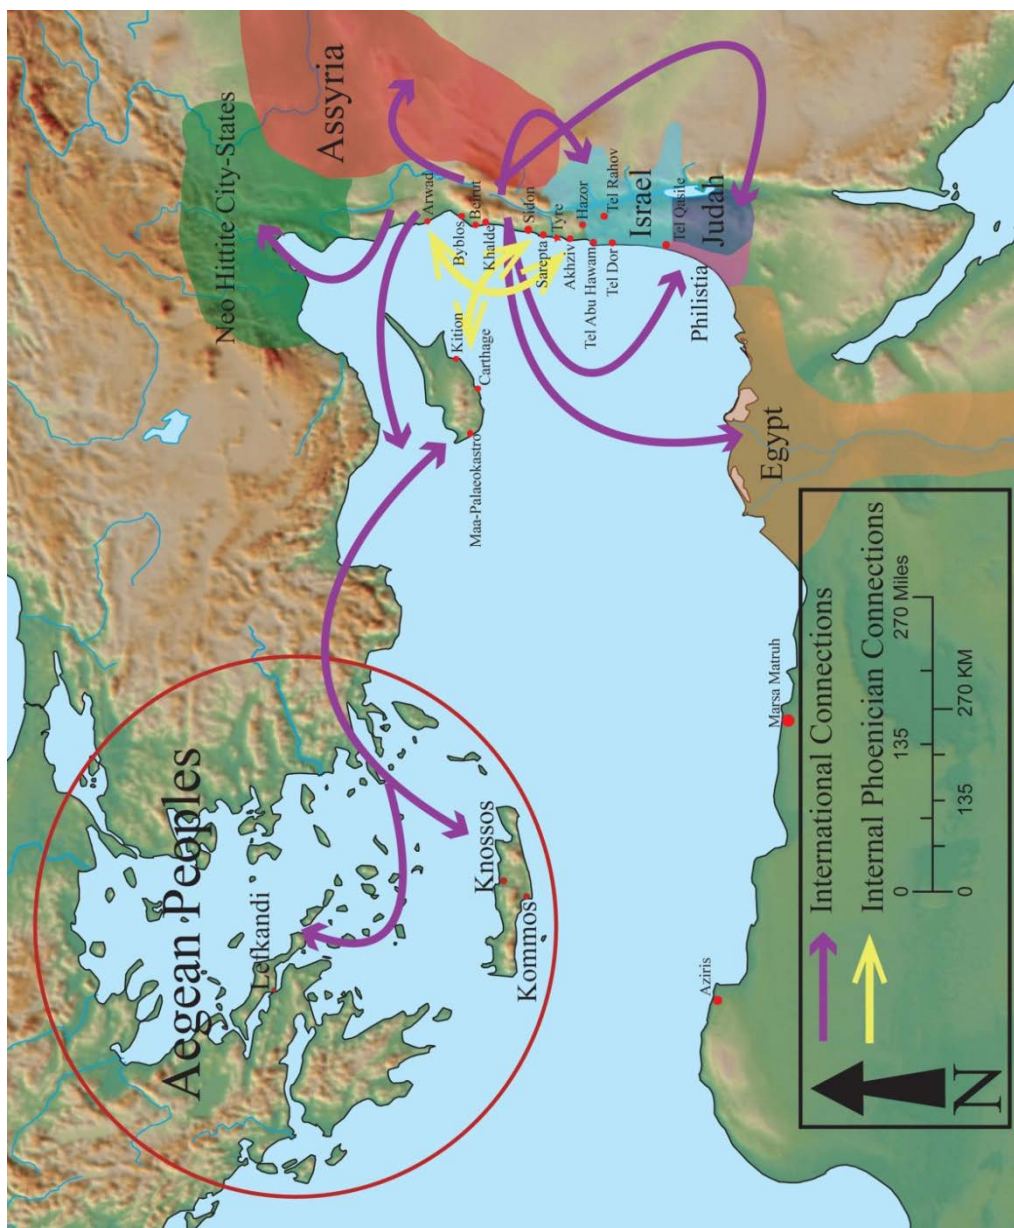 Neo Hittite City-States
Assyria
Aegean Peoples
Lefkandi
Knossos
Kommos
Arwad
Byblos
Beirut
Khalde
Sidon
Sarepta
Tyre
Akhziv
Hazor
Tel Abu Hawam
Tel Rahov
Tel Dor
Israel
Tel Qasile
Judah
Philistia
Kition
Carthage
Maa-Palaeokastro
Egypt
Marsa Matruh
Aziris
International Connections
Internal Phoenician Connections
0 135 270 Miles
0 135 270 KM
N